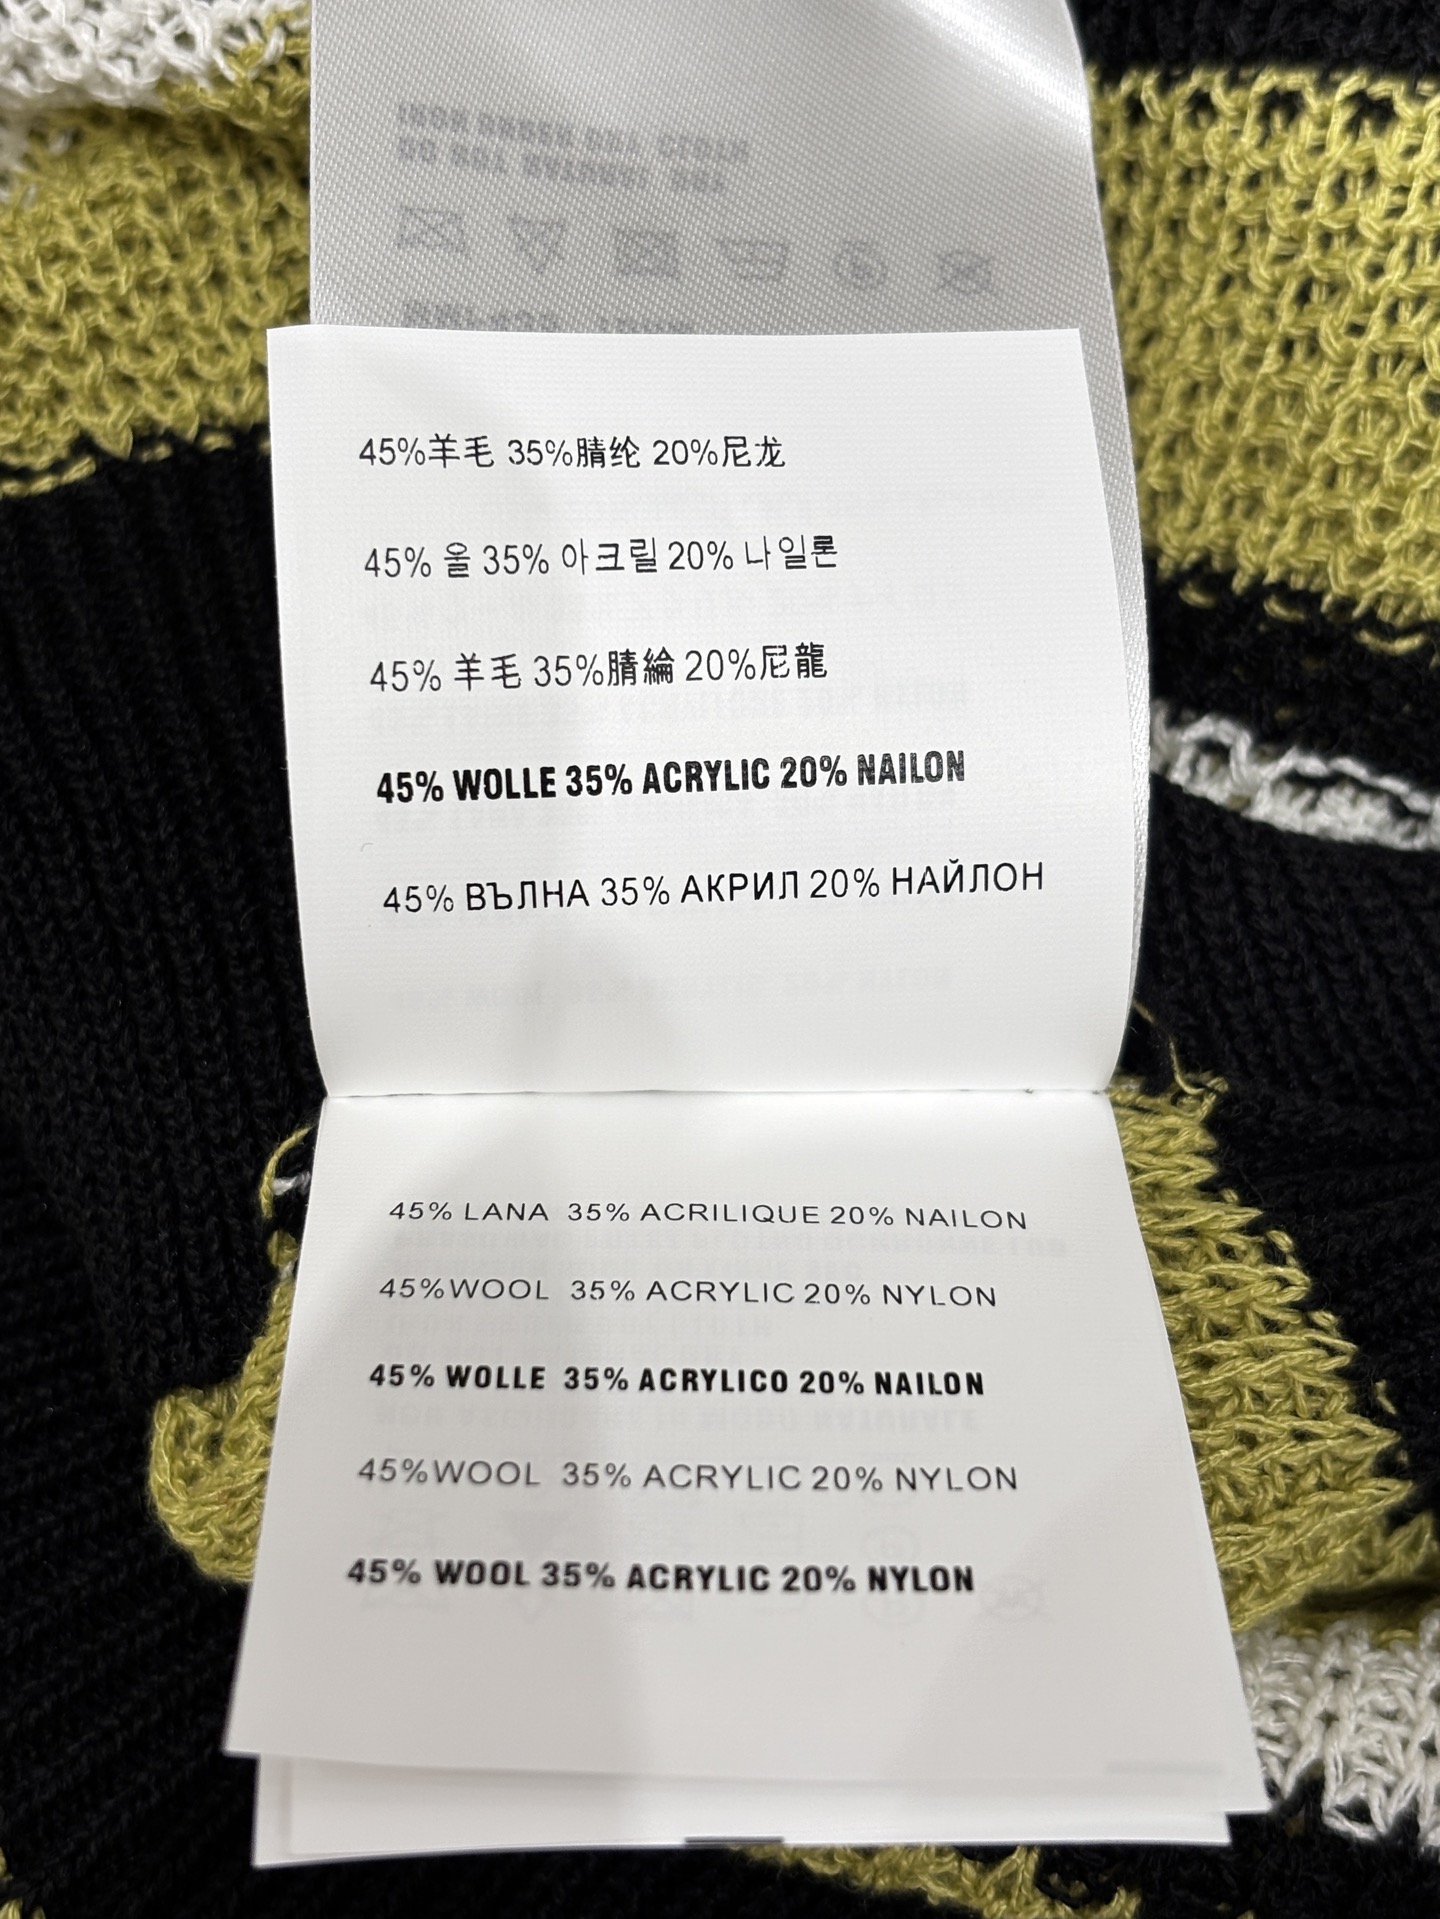 45%羊毛 35%腈纶 20%尼龙
45% 울 35% 아크릴 20% 나일론
45% 羊毛 35%腈綸 20%尼龍
45% WOLLE 35% ACRYLIC 20% NAILON
45% ВЪЛНА 35% АКРИЛ 20% НАЙЛОН
45% LANA 35% ACRILIQUE 20% NAILON
45%WOOL 35% ACRYLIC 20% NYLON
45% WOLLE 35% ACRYLICO 20% NAILON
45%WOOL 35% ACRYLIC 20% NYLON
45% WOOL 35% ACRYLIC 20% NYLON